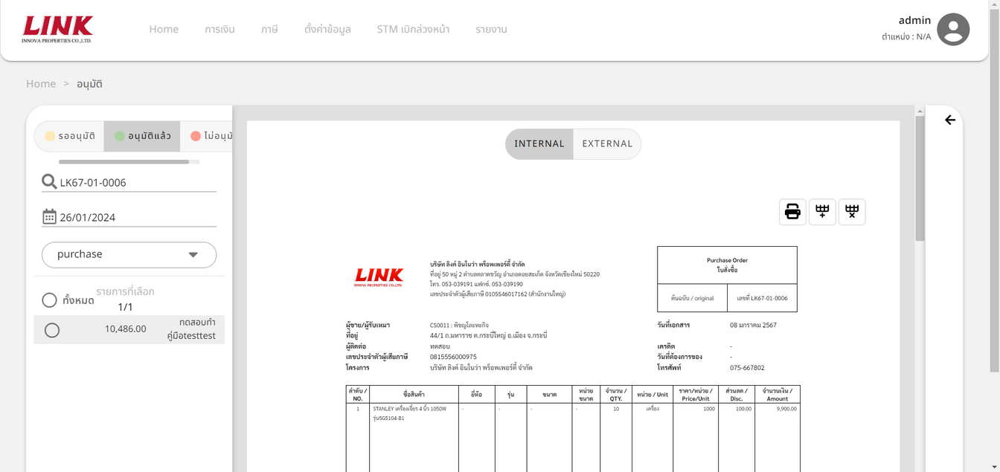 LINK
INNOVA PROPERTIES CO.,LTD.
Home
การเงิน
ภาษี
ตั้งค่าข้อมูล
STM เบิกล่วงหน้า
รายงาน
admin
ตำแหน่ง : N/A
Home > อนุมัติ
รออนุมัติ
อนุมัติแล้ว
ไม่อนุมั
LK67-01-0006
26/01/2024
purchase
ทั้งหมด
รายการที่เลือก
1/1
10,486.00
ทดสอบทำ
คู่มือtesttest
INTERNAL
EXTERNAL
LINK
INNOVA PROPERTIES CO.,LTD.
บริษัท ลิงค์ อินโนว่า พร็อพเพอร์ตี้ จำกัด
ที่อยู่ 50 หมู่ 2 ตำบลตลาดขวัญ อำเภอดอยสะเก็ด จังหวัดเชียงใหม่ 50220
โทร. 053-039191 แฟกซ์. 053-039190
เลขประจำตัวผู้เสียภาษี 0105546017162 (สำนักงานใหญ่)
Purchase Order
ใบสั่งซื้อ
ต้นฉบับ / original
เลขที่ LK67-01-0006
ผู้ขาย/ผู้รับเหมา
CS0011 : พิชญโลหะกิจ
ที่อยู่
44/1 ถ.มหาราช ต.กระบี่ใหญ่ อ.เมือง จ.กระบี่
ผู้ติดต่อ
ทดสอบ
เลขประจำตัวผู้เสียภาษี
0815556000975
โครงการ
บริษัท ลิงค์ อินโนว่า พร็อพเพอร์ตี้ จำกัด
วันที่เอกสาร
08 มกราคม 2567
เครดิต
-
วันที่ต้องการของ
-
โทรศัพท์
075-667802
ลำดับ /
NO.
ชื่อสินค้า
ยี่ห้อ
รุ่น
ขนาด
หน่วย
ขนาด
จำนวน /
QTY.
หน่วย / Unit
ราคา/หน่วย /
Price/Unit
ส่วนลด /
Disc.
จำนวนเงิน /
Amount
1
STANLEY เครื่องเจียร 4 นิ้ว 1050W
รุ่นSGS104-B1
-
-
-
-
10
เครื่อง
1000
100.00
9,900.00